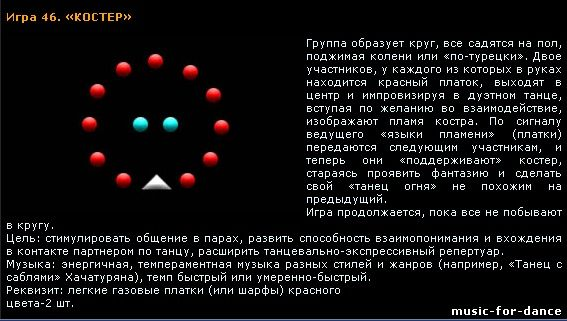 Игра 46. «КОСТЕР»
Группа образует круг, все садятся на пол,
поджимая колени или «по-турецки». Двое
участников, у каждого из которых в руках
находится красный платок, выходят в
центр и импровизируя в дуэтном танце,
вступая по желанию во взаимодействие,
изображают пламя костра. По сигналу
ведущего «языки пламени» (платки)
передаются следующим участникам, и
теперь они «поддерживают» костер,
стараясь проявить фантазию и сделать
свой «танец огня» не похожим на
предыдущий.
Игра продолжается, пока все не побывают
в кругу.
Цель: стимулировать общение в парах, развить способность взаимопонимания и вхождения
в контакте партнером по танцу, расширить танцевально-экспрессивный репертуар.
Музыка: энергичная, темпераментная музыка разных стилей и жанров (например, «Танец с
саблями» Хачатуряна), темп быстрый или умеренно-быстрый.
Реквизит: легкие газовые платки (или шарфы) красного
цвета-2 шт.
music-for-dance